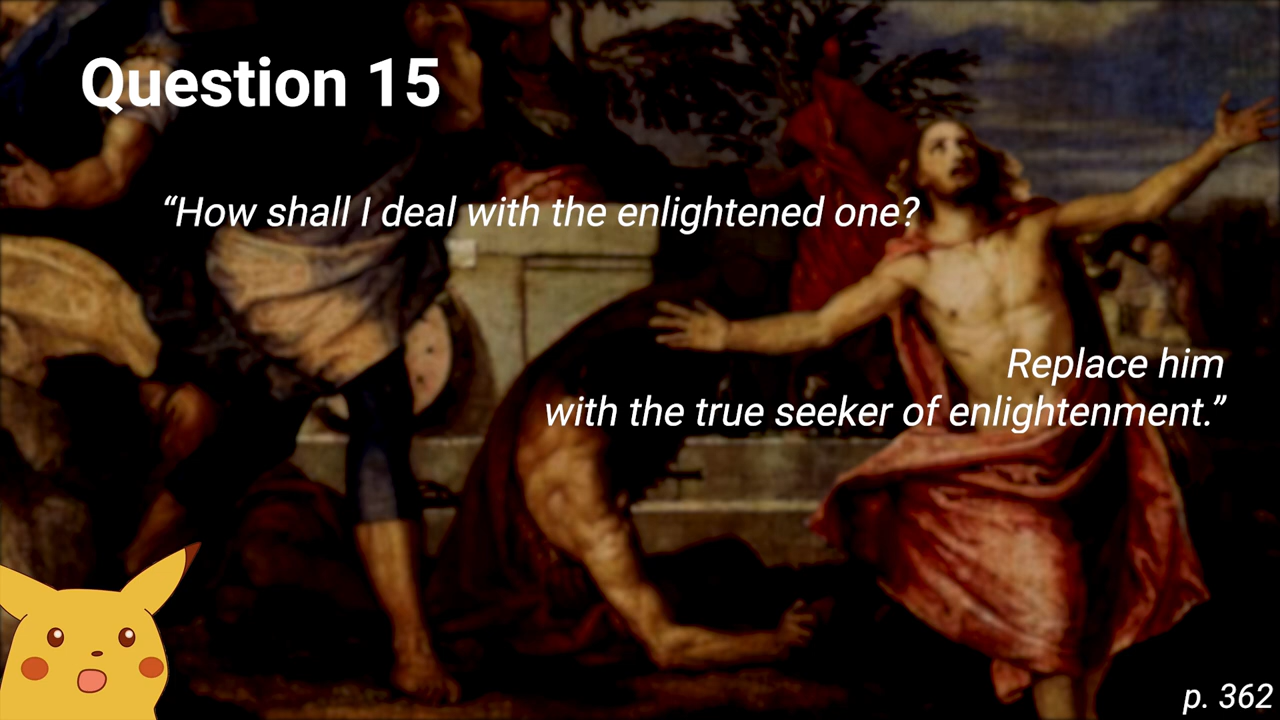 Question 15
“How shall I deal with the enlightened one?
Replace him
with the true seeker of enlightenment.”
p. 362